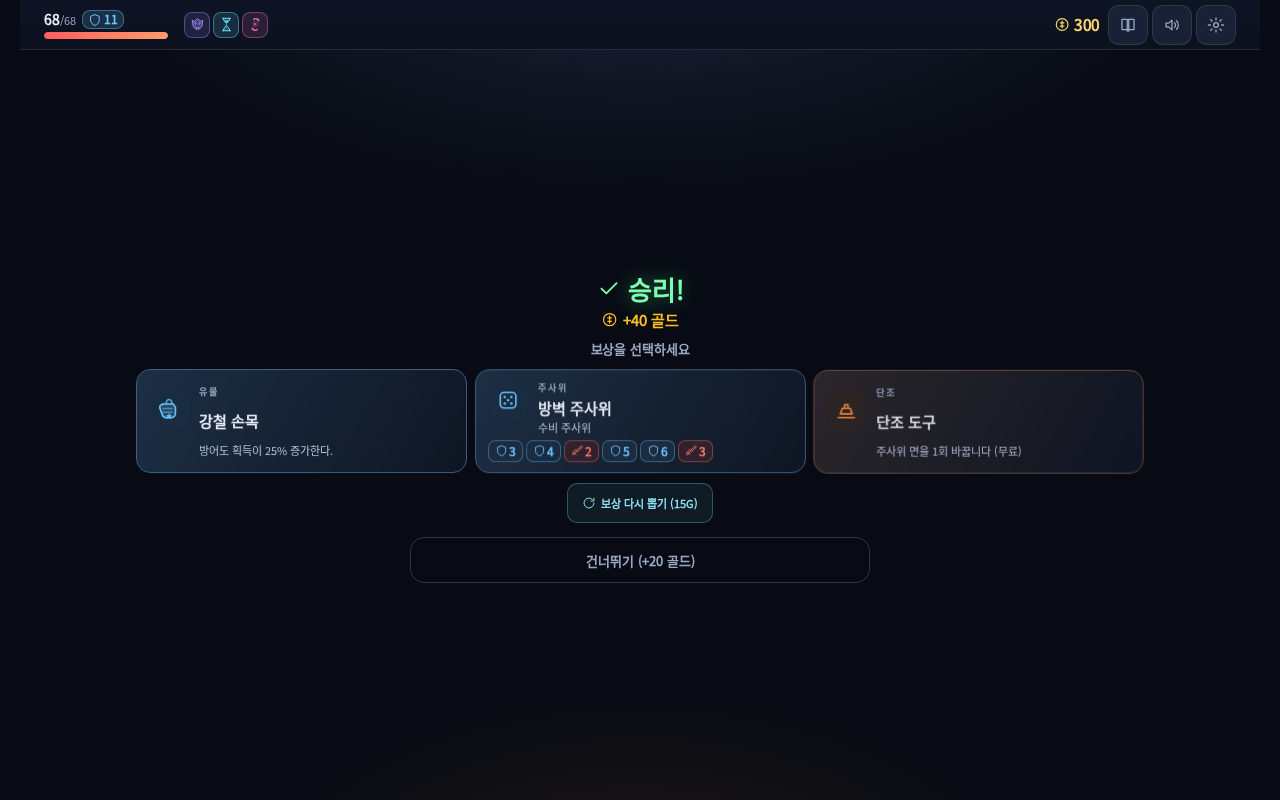 68/68 11
300
승리!
+40 골드
보상을 선택하세요
유물
강철 손목
방어도 획득이 25% 증가한다.
주사위
방벽 주사위
수비 주사위
3 4 2 5 6 3
단조
단조 도구
주사위 면을 1회 바꿉니다 (무료)
보상 다시 뽑기 (15G)
건너뛰기 (+20 골드)